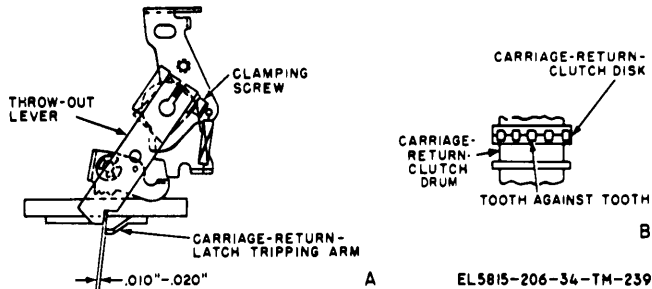 CLAMPING
SCREW
THROW-OUT
LEVER
CARRIAGE-RETURN-
LATCH TRIPPING ARM
.010"-.020"
A
CARRIAGE-RETURN-
CLUTCH DISK
CARRIAGE-
RETURN-
CLUTCH
DRUM
TOOTH AGAINST TOOTH
B
EL5815-206-34-TM-239